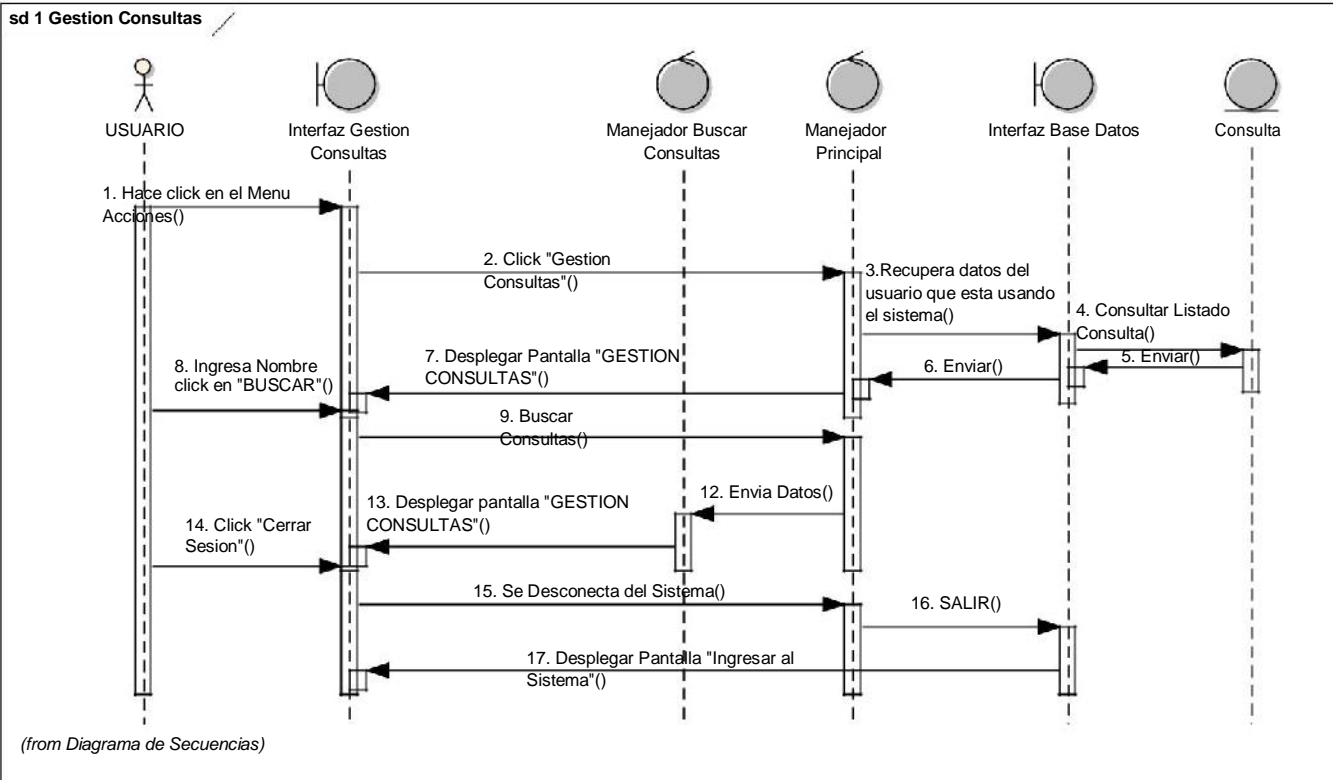 sd 1 Gestion Consultas
USUARIO
Interfaz Gestion
Consultas
Manejador Buscar
Consultas
Manejador
Principal
Interfaz Base Datos
Consulta
1. Hace click en el Menu
Acciones()
2. Click "Gestion
Consultas"()
3.Recupera datos del
usuario que esta usando
el sistema()
4. Consultar Listado
Consulta()
5. Enviar()
6. Enviar()
7. Desplegar Pantalla "GESTION
CONSULTAS"()
8. Ingresa Nombre
click en "BUSCAR"()
9. Buscar
Consultas()
12. Envia Datos()
13. Desplegar pantalla "GESTION
CONSULTAS"()
14. Click "Cerrar
Sesion"()
15. Se Desconecta del Sistema()
16. SALIR()
17. Desplegar Pantalla "Ingresar al
Sistema"()
(from Diagrama de Secuencias)